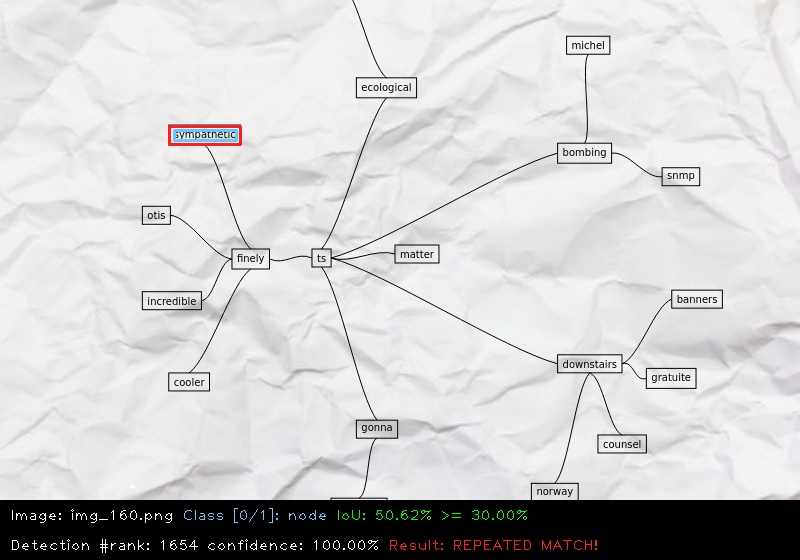 michel
ecological
sympathetic
bombing
snmp
otis
finely
ts
matter
incredible
banners
cooler
downstairs
gratuite
gonna
counsel
norway
Image: img_160.png Class [0/1]: node IoU: 50.62% >= 30.00%
Detection #rank: 1654 confidence: 100.00% Result: REPEATED MATCH!